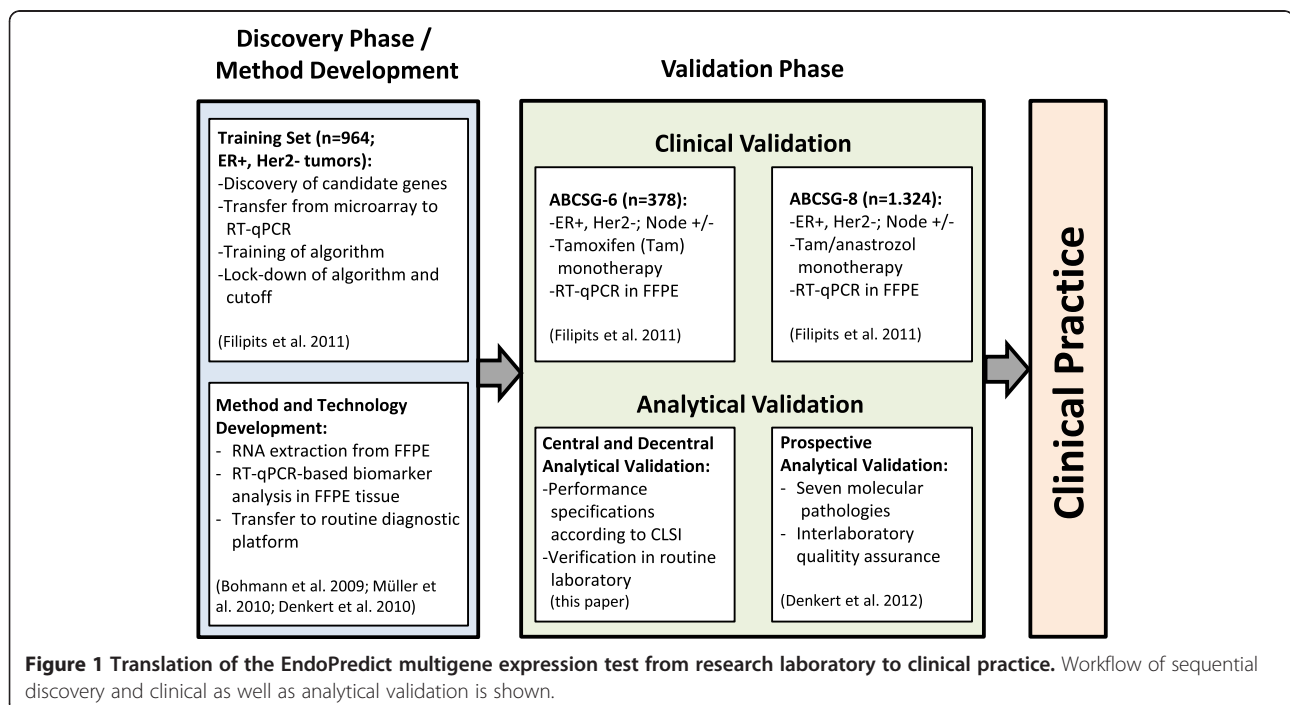 Discovery Phase /
Method Development
Training Set (n=964;
ER+, Her2- tumors):
-Discovery of candidate genes
-Transfer from microarray to
RT-qPCR
-Training of algorithm
-Lock-down of algorithm and
cutoff
(Filipits et al. 2011)
Method and Technology
Development:
- RNA extraction from FFPE
- RT-qPCR-based biomarker
analysis in FFPE tissue
- Transfer to routine diagnostic
platform
(Bohmann et al. 2009; Müller et
al. 2010; Denkert et al. 2010)
Validation Phase
Clinical Validation
ABCSG-6 (n=378):
-ER+, Her2-; Node +/-
-Tamoxifen (Tam)
monotherapy
-RT-qPCR in FFPE
(Filipits et al. 2011)
ABCSG-8 (n=1.324):
-ER+, Her2-; Node +/-
-Tam/anastrozol
monotherapy
-RT-qPCR in FFPE
(Filipits et al. 2011)
Analytical Validation
Central and Decentral
Analytical Validation:
-Performance
specifications
according to CLSI
-Verification in routine
laboratory
(this paper)
Prospective
Analytical Validation:
- Seven molecular
pathologies
- Interlaboratory
qualitity assurance
(Denkert et al. 2012)
Clinical Practice
Figure 1 Translation of the EndoPredict multigene expression test from research laboratory to clinical practice. Workflow of sequential
discovery and clinical as well as analytical validation is shown.